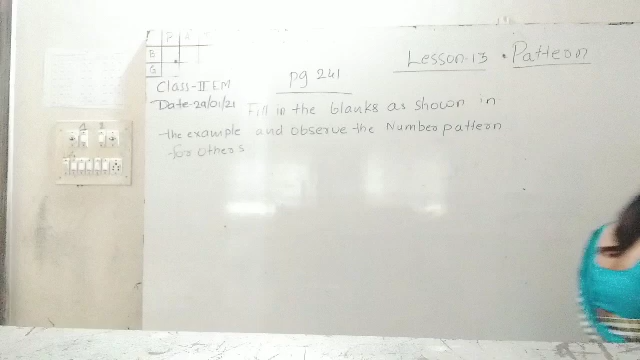 P
B
G
Lesson-13 • Pattern
Class-II EM
pg 241
Date-29/01/21 Fill in the blanks as shown in
the example and observe the Number pattern
for others